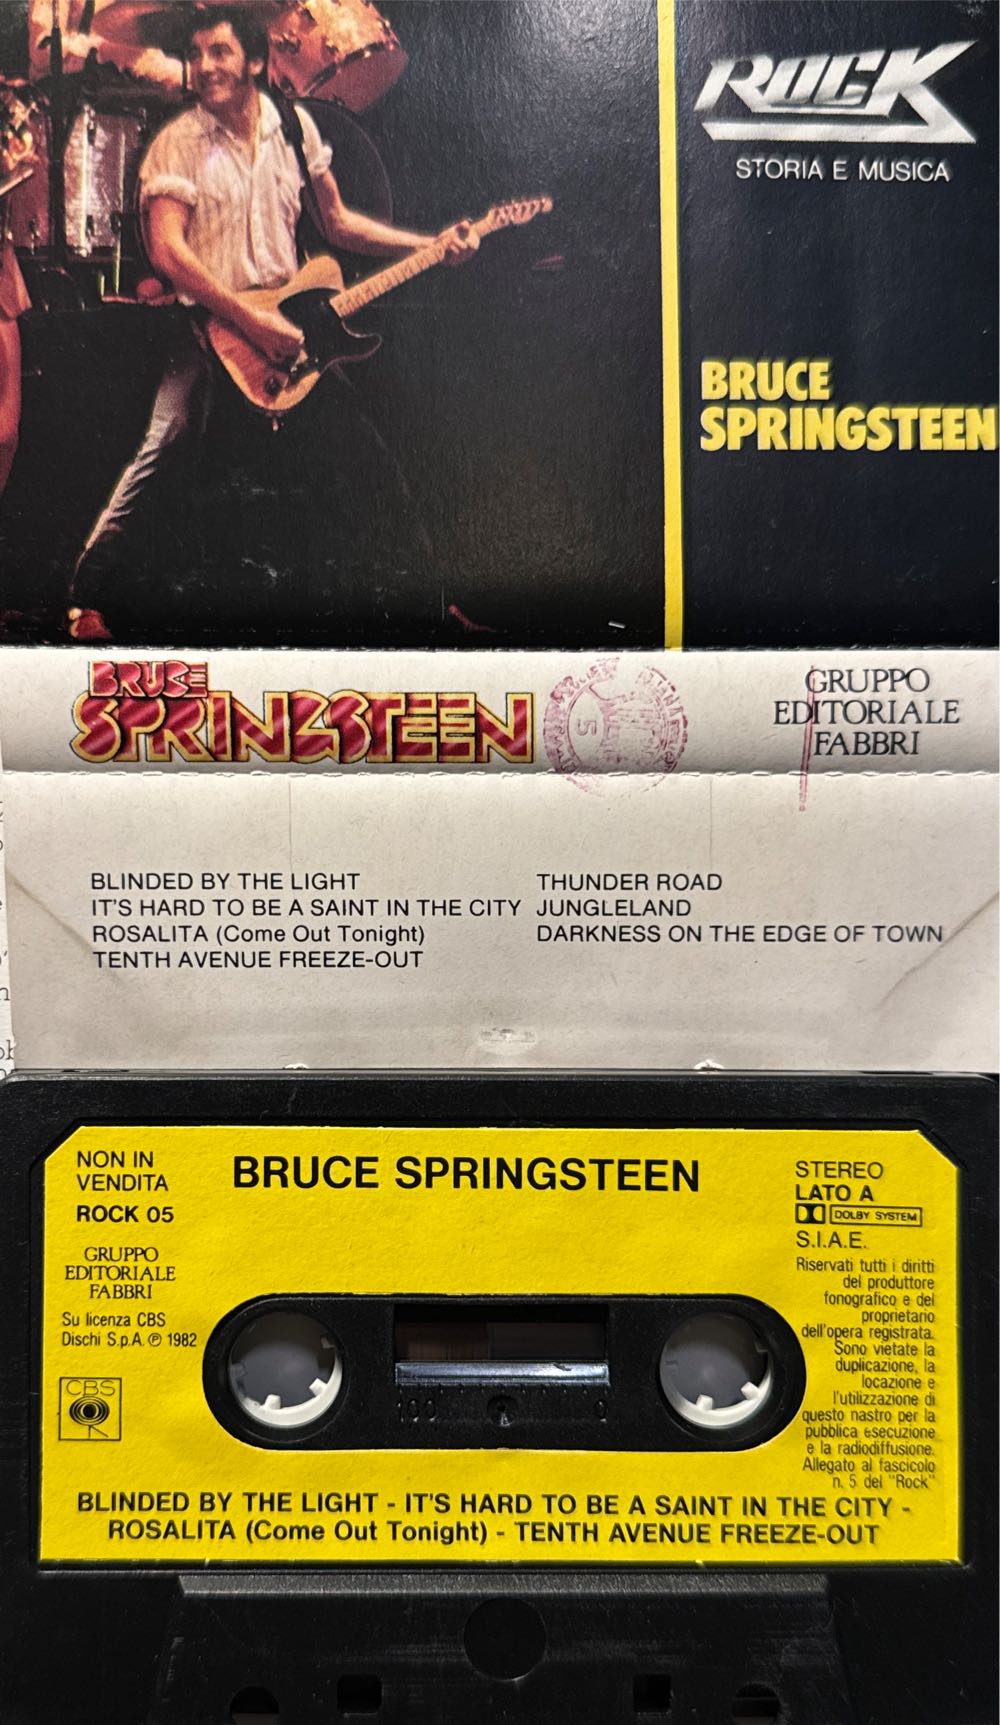 ROCK
STORIA E MUSICA
BRUCE
SPRINGSTEEN
BRUCE
SPRINGSTEEN
5
GRUPPO
EDITORIALE
FABBRI
BLINDED BY THE LIGHT
IT'S HARD TO BE A SAINT IN THE CITY
ROSALITA (Come Out Tonight)
TENTH AVENUE FREEZE-OUT
THUNDER ROAD
JUNGLELAND
DARKNESS ON THE EDGE OF TOWN
NON IN
VENDITA
ROCK 05
GRUPPO
EDITORIALE
FABBRI
Su licenza CBS
Dischi S.p.A. ℗ 1982
CBS
BRUCE SPRINGSTEEN
STEREO
LATO A
DOLBY SYSTEM
S.I.A.E.
Riservati tutti i diritti
del produttore
fonografico e del
proprietario
dell'opera registrata.
Sono vietate la
duplicazione, la
locazione e
l'utilizzazione di
questo nastro per la
pubblica esecuzione
e la radiodiffusione.
Allegato al fascicolo
n. 5 del "Rock"
100 0
BLINDED BY THE LIGHT - IT'S HARD TO BE A SAINT IN THE CITY -
ROSALITA (Come Out Tonight) - TENTH AVENUE FREEZE-OUT